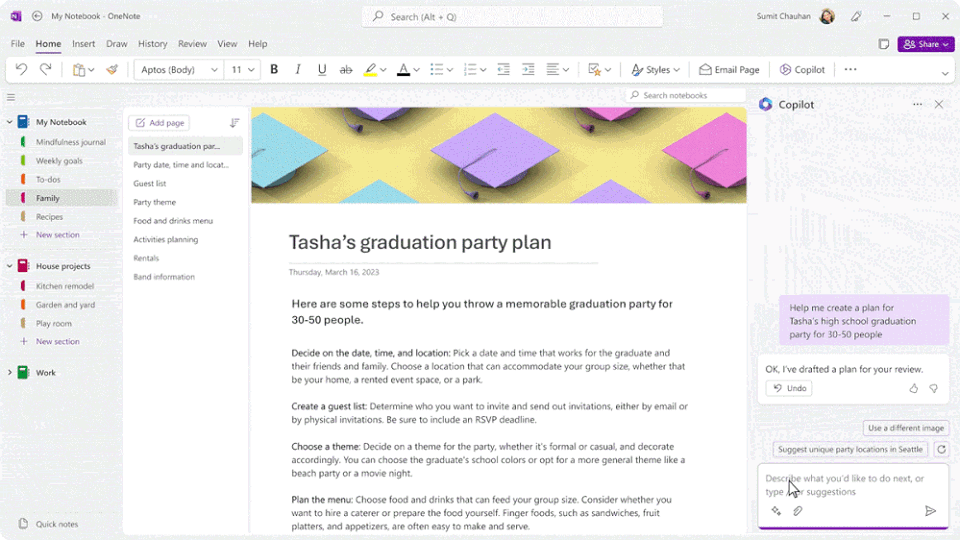 My Notebook - OneNote
Search (Alt + Q)
Sumit Chauhan
File Home Insert Draw History Review View Help
Share
Aptos (Body) 11 B I U ab A Styles Email Page Copilot
Search notebooks
My Notebook
Mindfulness journal
Weekly goals
To-dos
Family
Recipes
New section
House projects
Kitchen remodel
Garden and yard
Play room
New section
Work
Quick notes
Add page
Tasha's graduation par...
Party date, time and locat...
Guest list
Party theme
Food and drinks menu
Activities planning
Rentals
Band information
Tasha's graduation party plan
Thursday, March 16, 2023
Here are some steps to help you throw a memorable graduation party for
30-50 people.
Decide on the date, time, and location: Pick a date and time that works for the graduate and
their friends and family. Choose a location that can accommodate your group size, whether that
be your home, a rented event space, or a park.
Create a guest list: Determine who you want to invite and send out invitations, either by email or
by physical invitations. Be sure to include an RSVP deadline.
Choose a theme: Decide on a theme for the party, whether it's formal or casual, and decorate
accordingly. You can choose the graduate's school colors or opt for a more general theme like a
beach party or a movie night.
Plan the menu: Choose food and drinks that can feed your group size. Consider whether you
want to hire a caterer or prepare the food yourself. Finger foods, such as sandwiches, fruit
platters, and appetizers, are often easy to make and serve.
Copilot
Help me create a plan for
Tasha's high school graduation
party for 30-50 people
OK, I've drafted a plan for your review.
Undo
Use a different image
Suggest unique party locations in Seattle
Describe what you'd like to do next, or
type for suggestions